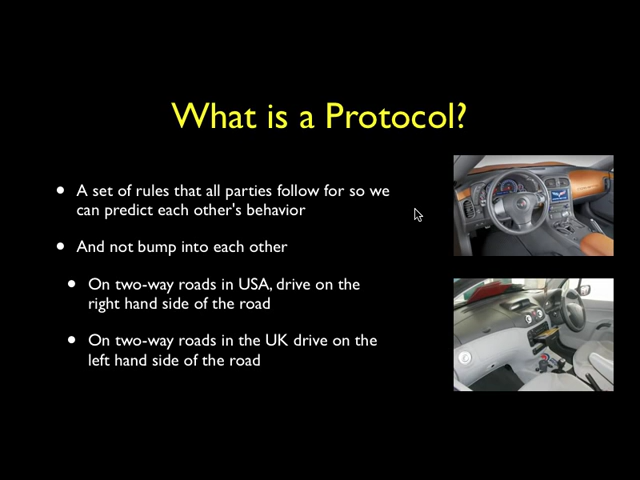 What is a Protocol?
• A set of rules that all parties follow for so we
can predict each other's behavior
• And not bump into each other
• On two-way roads in USA, drive on the
right hand side of the road
• On two-way roads in the UK drive on the
left hand side of the road